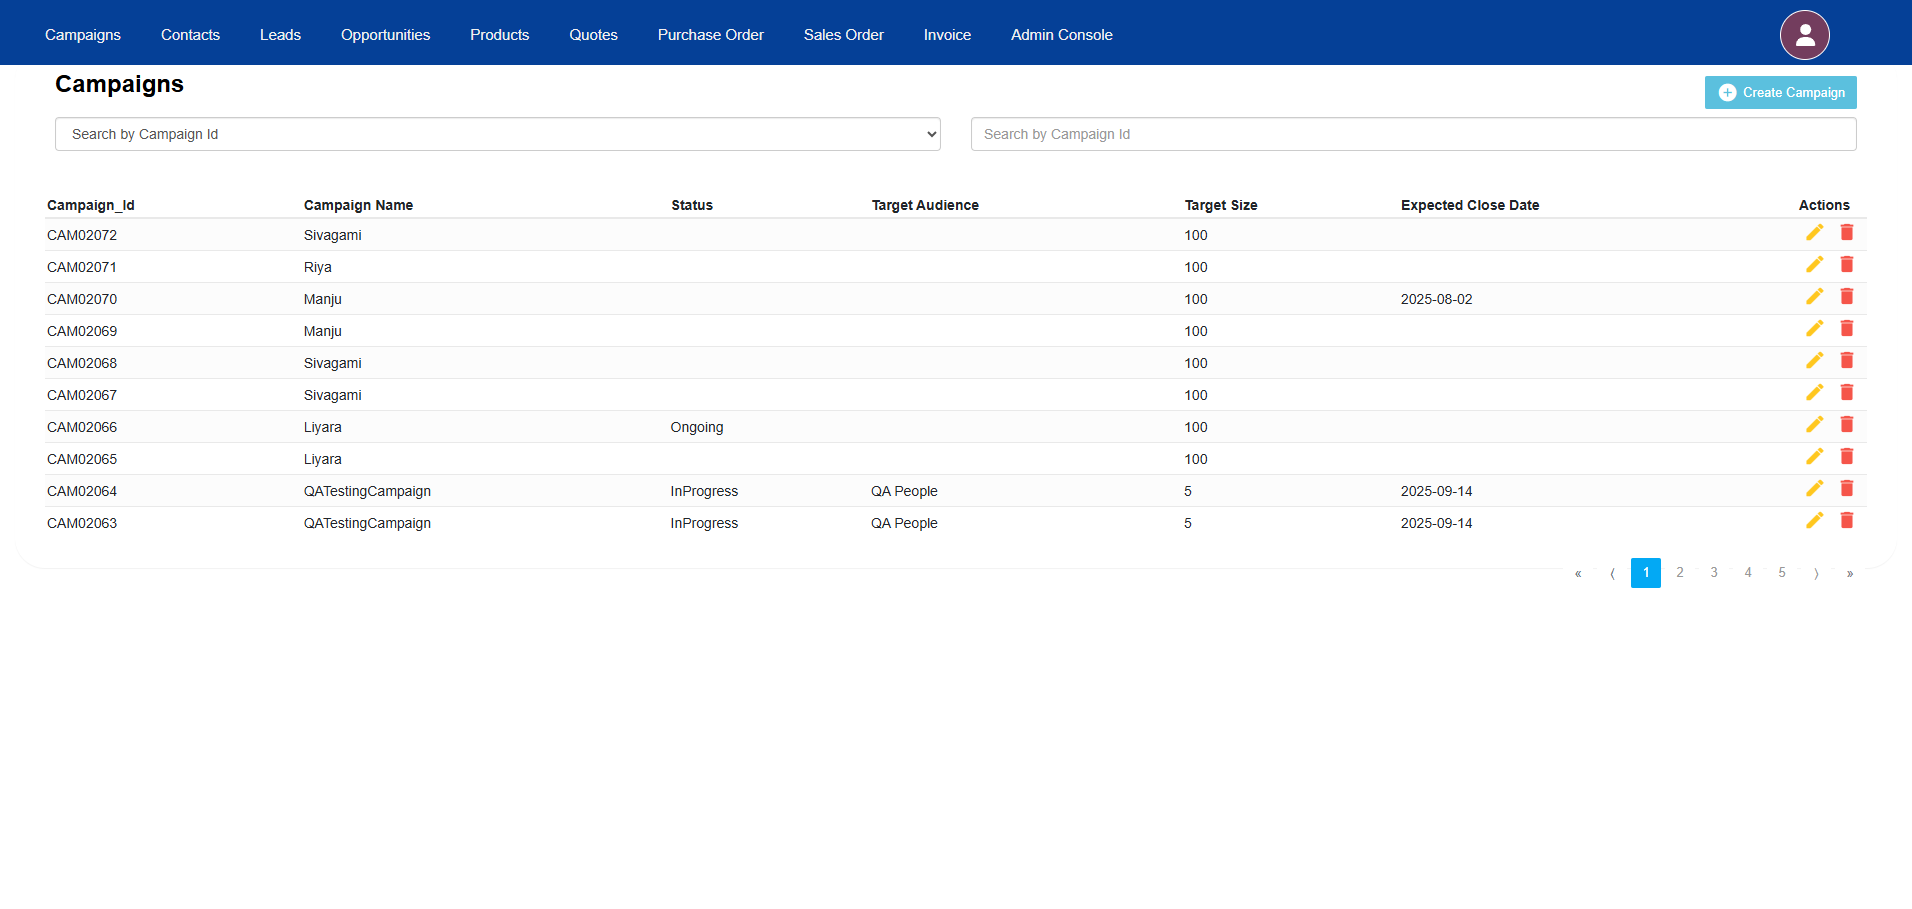 Campaigns Contacts Leads Opportunities Products Quotes Purchase Order Sales Order Invoice Admin Console
Campaigns
Create Campaign
Search by Campaign Id Search by Campaign Id
Campaign_Id Campaign Name Status Target Audience Target Size Expected Close Date Actions
CAM02072 Sivagami 100
CAM02071 Riya 100
CAM02070 Manju 100 2025-08-02
CAM02069 Manju 100
CAM02068 Sivagami 100
CAM02067 Sivagami 100
CAM02066 Liyara Ongoing 100
CAM02065 Liyara 100
CAM02064 QATestingCampaign InProgress QA People 5 2025-09-14
CAM02063 QATestingCampaign InProgress QA People 5 2025-09-14
« ⟨ 1 2 3 4 5 ⟩ »